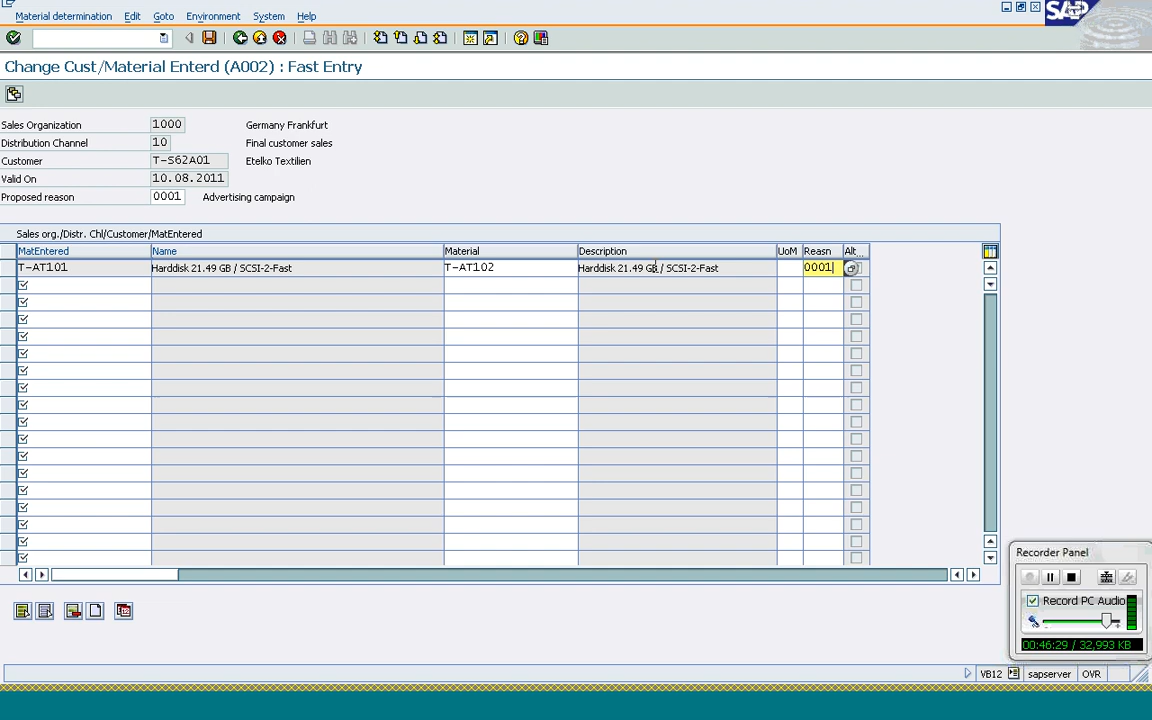 Material determination Edit Goto Environment System Help
SAP
Change Cust/Material Enterd (A002) : Fast Entry
Sales Organization 1000 Germany Frankfurt
Distribution Channel 10 Final customer sales
Customer T-S62A01 Etelko Textilien
Valid On 10.08.2011
Proposed reason 0001 Advertising campaign
Sales org./Distr. Chl/Customer/MatEntered
MatEntered Name Material Description UoM Reasn Alt...
T-AT101 Harddisk 21.49 GB / SCSI-2-Fast T-AT102 Harddisk 21.49 GB / SCSI-2-Fast 0001
Recorder Panel
Record PC Audio
00:46:29 / 32,993 KB
VB12 sapserver OVR